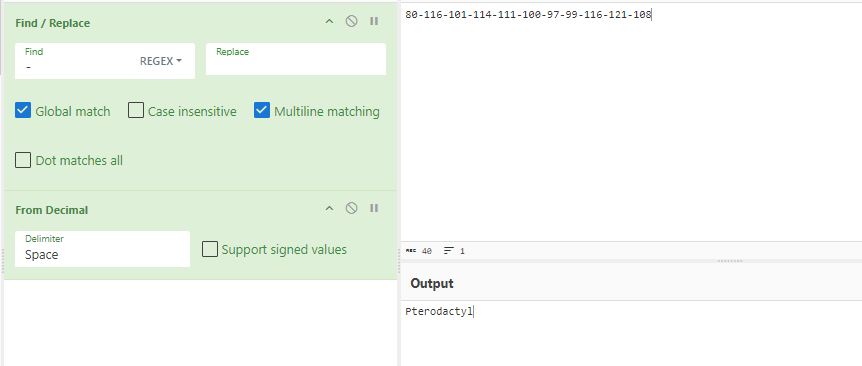 Find / Replace
Find
-
REGEX
Replace
Global match
Case insensitive
Multiline matching
Dot matches all
From Decimal
Delimiter
Space
Support signed values
80-116-101-114-111-100-97-99-116-121-108
REC 40 1
Output
Pterodactyl